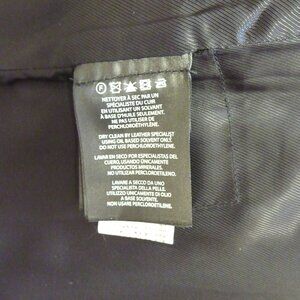 NETTOYER À SEC PAR UN
SPÉCIALISTE DU CUIR
EN UTILISANT UN SOLVANT
À BASE D'HUILE SEULEMENT.
NE PAS UTILISER DE
PERCHLOROETHYLÈNE.
DRY CLEAN BY LEATHER SPECIALIST
USING OIL BASED SOLVENT ONLY
DO NOT USE PERCHLOROETHYLENE.
LAVAR EN SECO POR ESPECIALISTAS DEL
CUERO, USANDO ÚNICAMENTE
PRODUCTOS MINERALES.
NO USAR PERCLOROETILENO.
LAVARE A SECCO DA UNO
SPECIALISTA DELLA PELLE.
UTILIZZARE UNICAMENTE DI OLIO
A BASE SOLVENTE.
NON USARE PERCLOROETILENE.